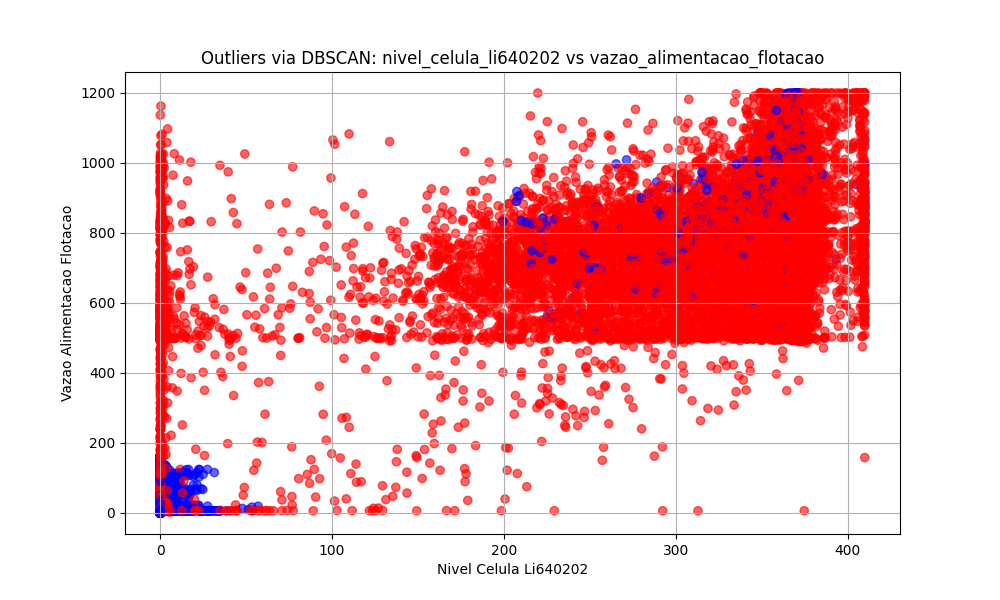 Outliers via DBSCAN: nivel_celula_li640202 vs vazao_alimentacao_flotacao
1200
1000
800
600
400
200
0
Vazao Alimentacao Flotacao
0 100 200 300 400
Nivel Celula Li640202